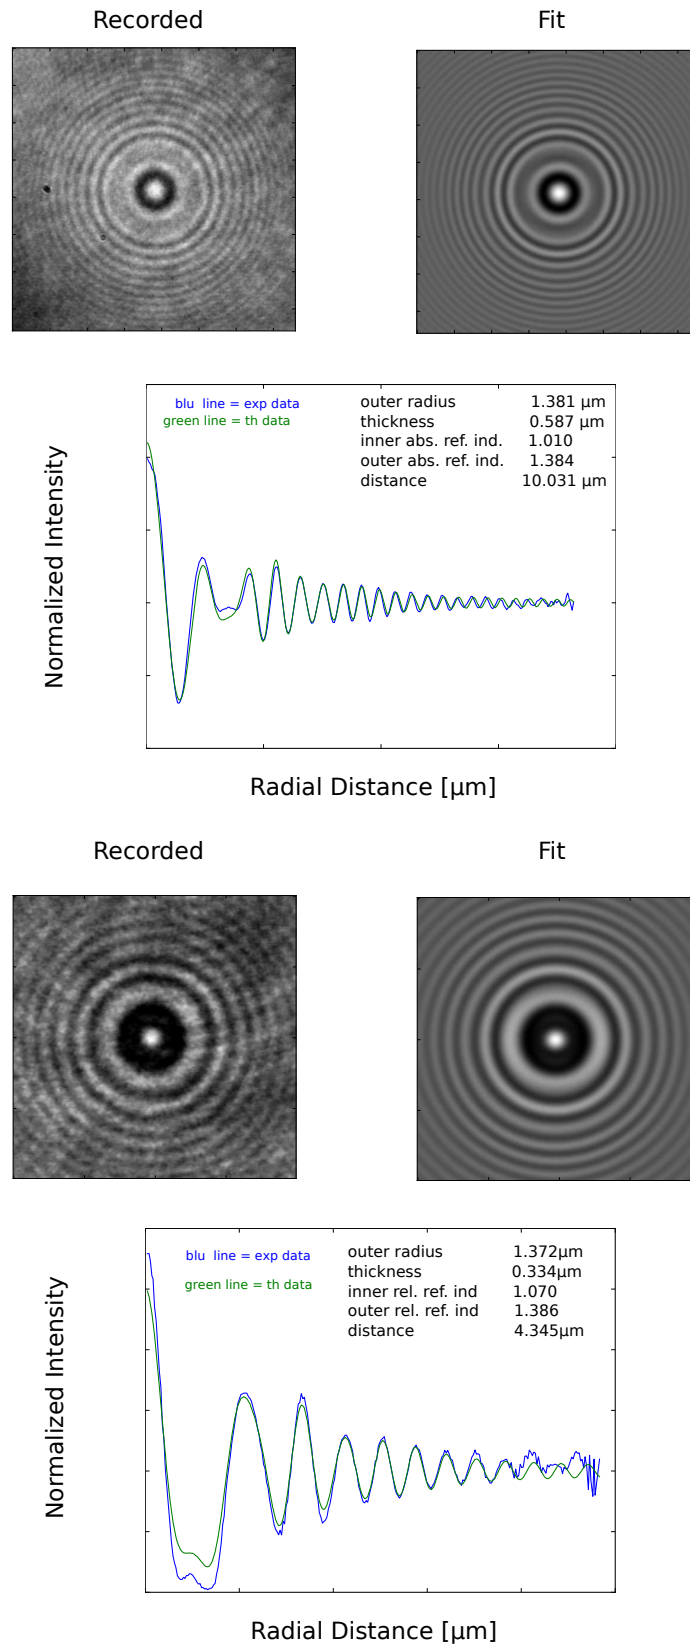 Recorded Fit
blu  line = exp data
green line = th data
outer radius 1.381 μm
thickness 0.587 μm
inner abs. ref. ind. 1.010
outer abs. ref. ind. 1.384
distance 10.031 μm
Normalized Intensity
Radial Distance [μm]
Recorded Fit
blu  line = exp data
green line = th data
outer radius 1.372μm
thickness 0.334μm
inner rel. ref. ind 1.070
outer rel. ref. ind 1.386
distance 4.345μm
Normalized Intensity
Radial Distance [μm]